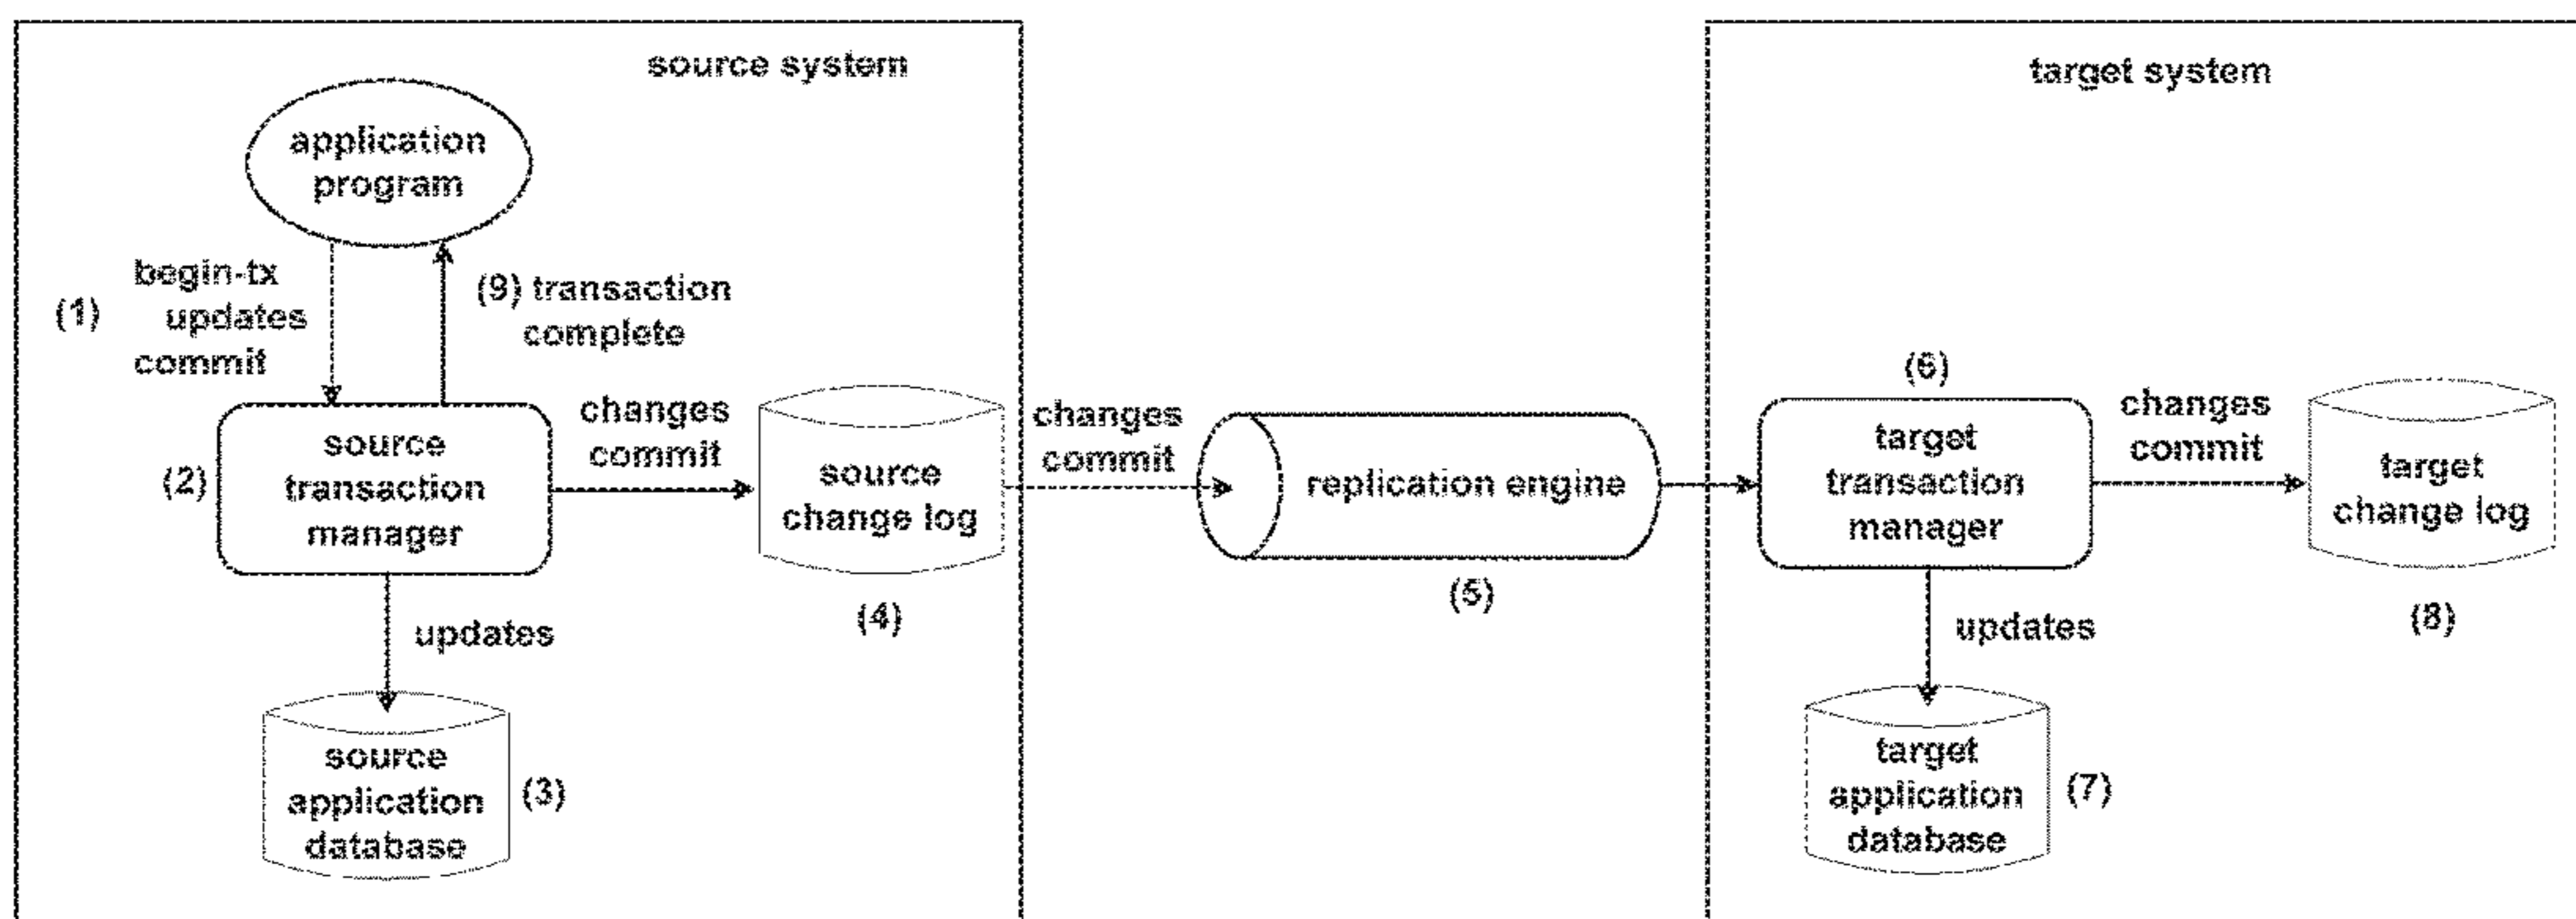 source system
application
program
(1)
begin-tx
updates
commit
(9) transaction
complete
(2)
source
transaction
manager
changes
commit
source
change log
(4)
updates
source
application
database
(3)
changes
commit
replication engine
(5)
target system
(6)
target
transaction
manager
changes
commit
target
change log
(8)
updates
target
application
database
(7)